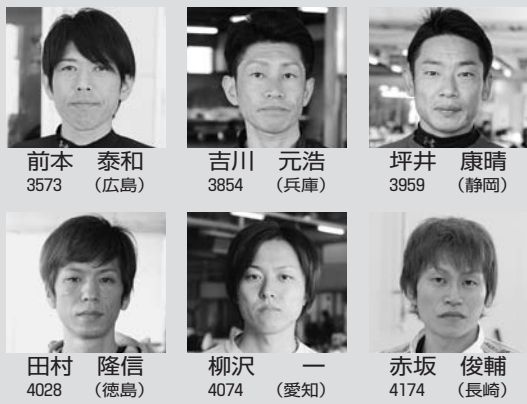 前本　泰和　吉川　元浩　坪井　康晴
3573　（広島）　3854　（兵庫）　3959　（静岡）
田村　隆信　柳沢　一　赤坂　俊輔
4028　（徳島）　4074　（愛知）　4174　（長崎）